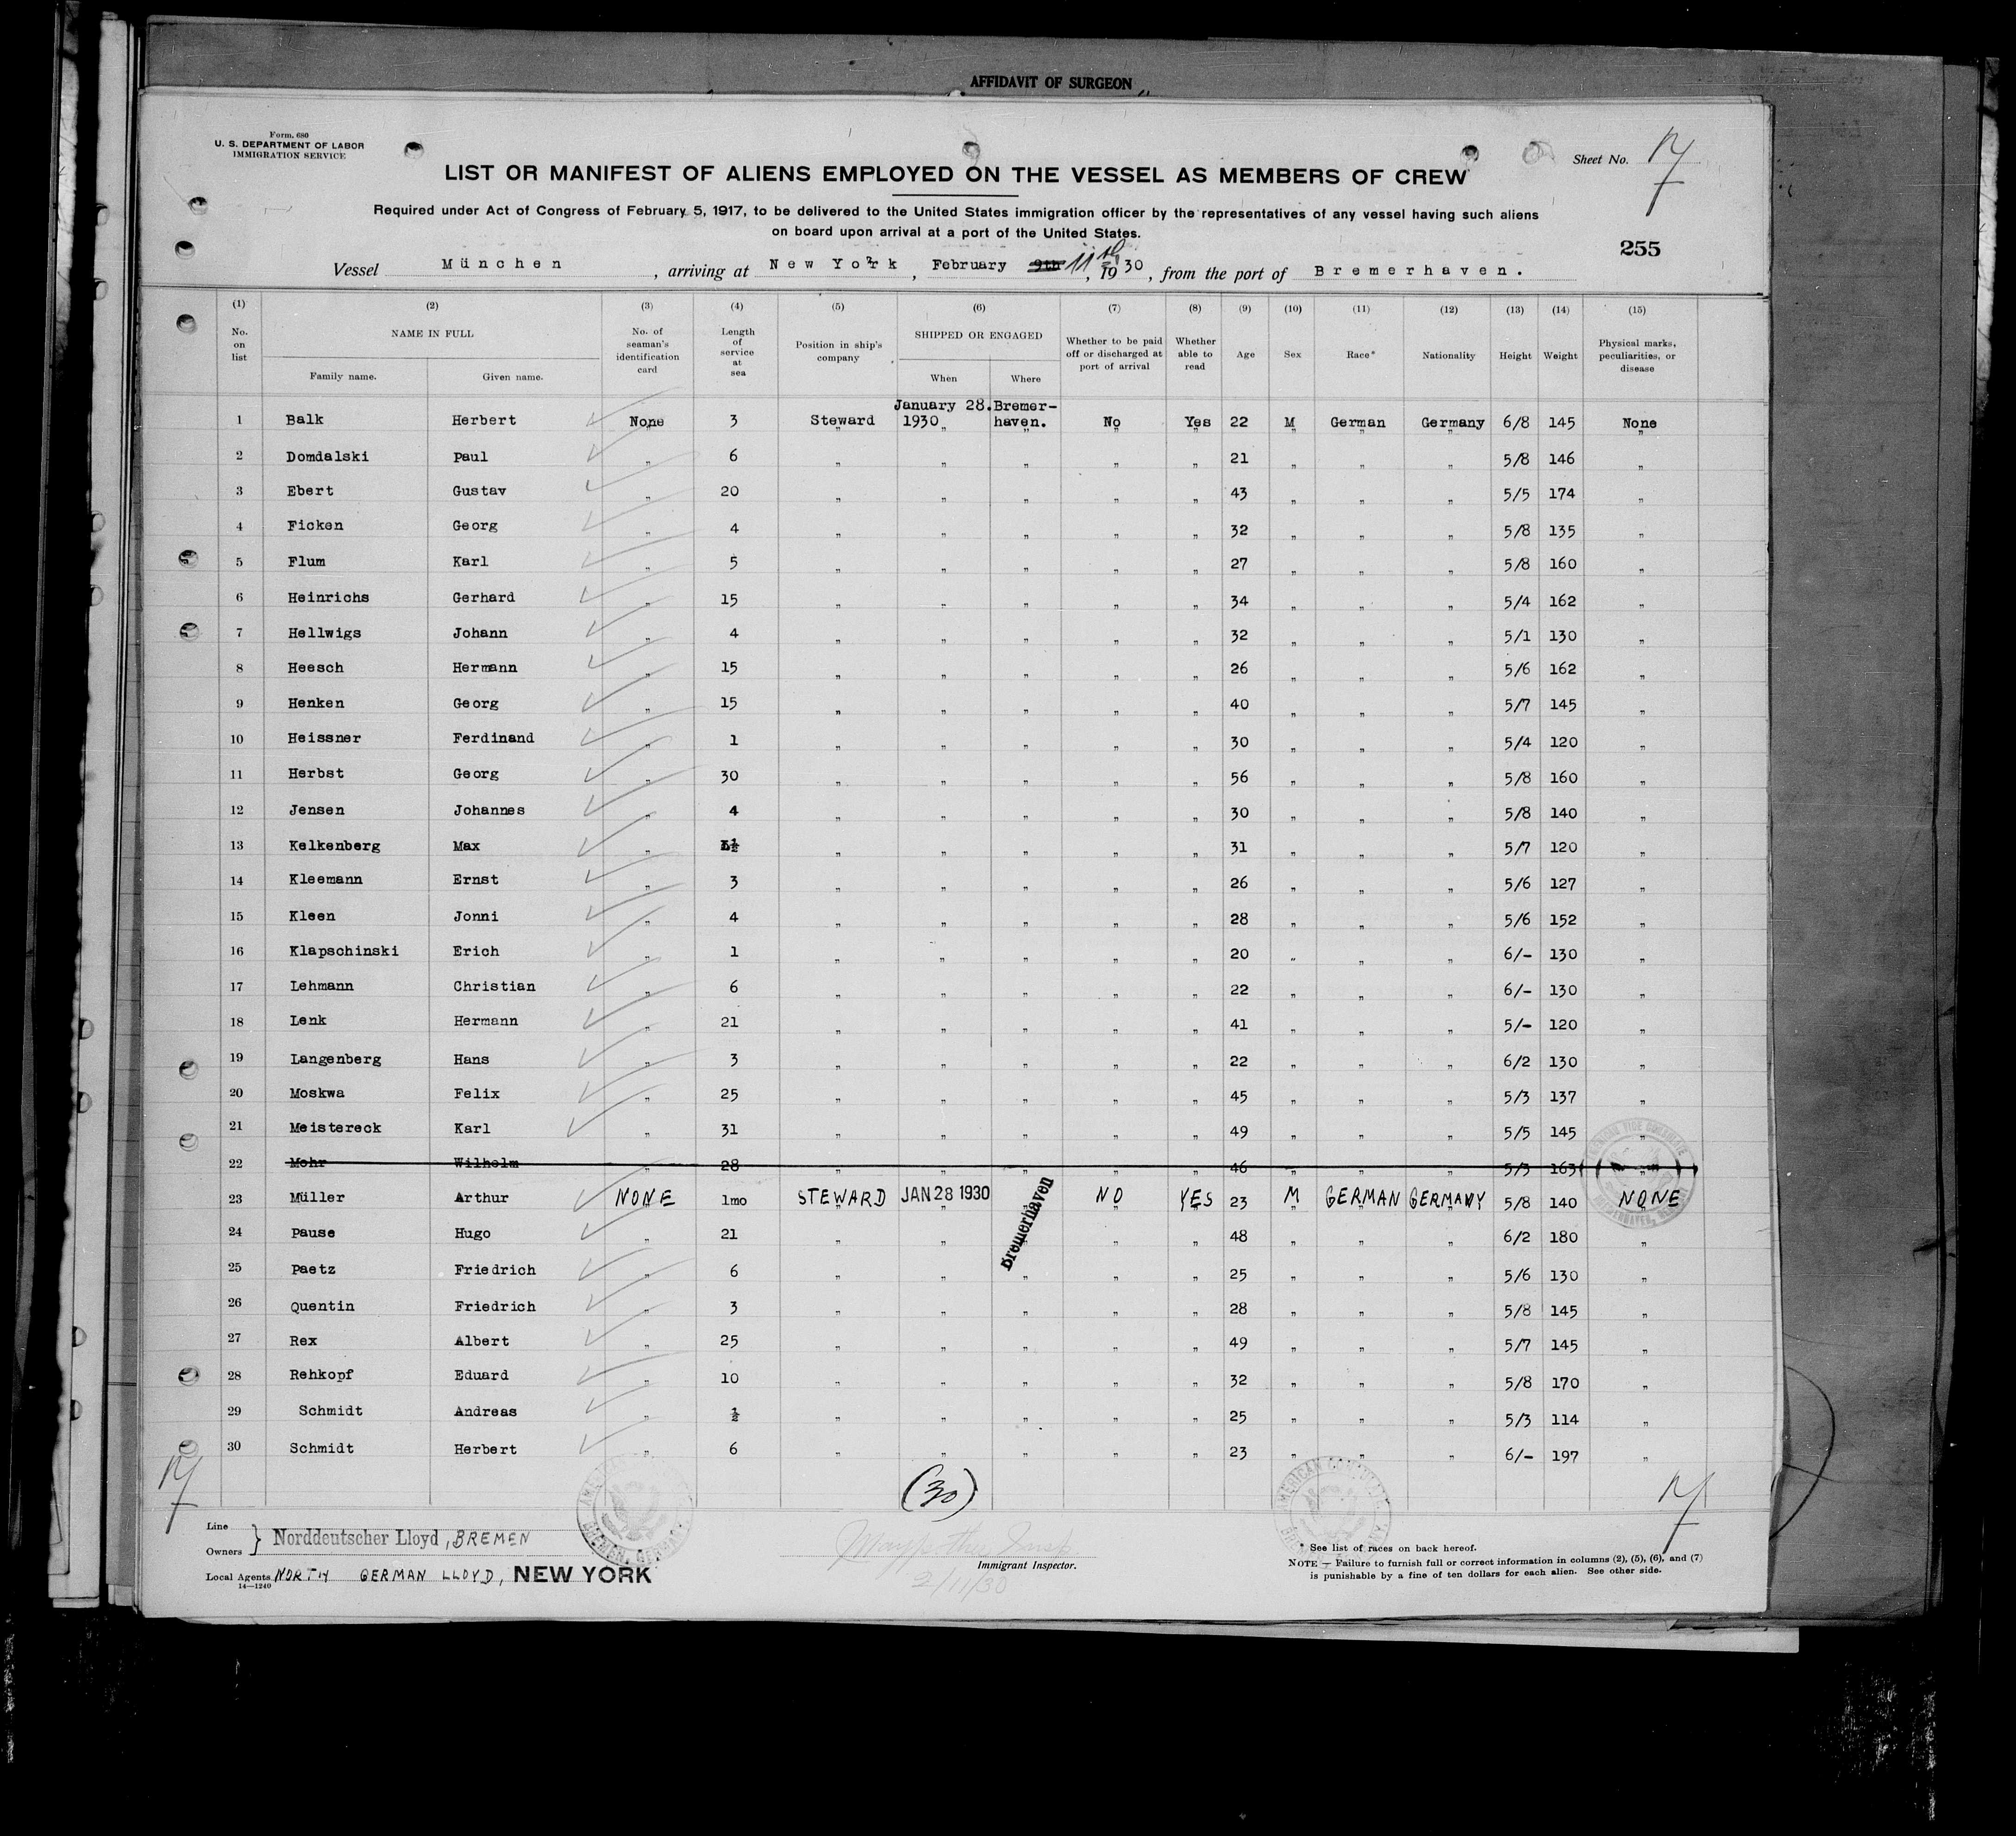 AFFIDAVIT OF SURGEON
Form. 680
U. S. DEPARTMENT OF LABOR
IMMIGRATION SERVICE
Sheet No. 17
LIST OR MANIFEST OF ALIENS EMPLOYED ON THE VESSEL AS MEMBERS OF CREW
Required under Act of Congress of February 5, 1917, to be delivered to the United States immigration officer by the representatives of any vessel having such aliens
on board upon arrival at a port of the United States.
255
Vessel München, arriving at New York, February 9th 11th, 1930, from the port of Bremerhaven.
(1) (2) (3) (4) (5) (6) (7) (8) (9) (10) (11) (12) (13) (14) (15)
No. on list NAME IN FULL Family name. Given name. No. of seaman's identification card Length of service at sea Position in ship's company SHIPPED OR ENGAGED When Where Whether to be paid off or discharged at port of arrival Whether able to read Age Sex Race* Nationality Height Weight Physical marks, peculiarities, or disease
1 Balk Herbert None 3 Steward January 28. 1930 Bremerhaven. No Yes 22 M German Germany 6/8 145 None
2 Domdalski Paul " 6 " " " " " 21 " " " 5/8 146 "
3 Ebert Gustav " 20 " " " " " 43 " " " 5/5 174 "
4 Ficken Georg " 4 " " " " " 32 " " " 5/8 135 "
5 Flum Karl " 5 " " " " " 27 " " " 5/8 160 "
6 Heinrichs Gerhard " 15 " " " " " 34 " " " 5/4 162 "
7 Hellwigs Johann " 4 " " " " " 32 " " " 5/1 130 "
8 Heesch Hermann " 15 " " " " " 26 " " " 5/6 162 "
9 Henken Georg " 15 " " " " " 40 " " " 5/7 145 "
10 Heissner Ferdinand " 1 " " " " " 30 " " " 5/4 120 "
11 Herbst Georg " 30 " " " " " 56 " " " 5/8 160 "
12 Jensen Johannes " 4 " " " " " 30 " " " 5/8 140 "
13 Kelkenberg Max " ½ " " " " " 31 " " " 5/7 120 "
14 Kleemann Ernst " 3 " " " " " 26 " " " 5/6 127 "
15 Kleen Jonni " 4 " " " " " 28 " " " 5/6 152 "
16 Klapschinski Erich " 1 " " " " " 20 " " " 6/- 130 "
17 Lehmann Christian " 6 " " " " " 22 " " " 6/- 130 "
18 Lenk Hermann " 21 " " " " " 41 " " " 5/- 120 "
19 Langenberg Hans " 3 " " " " " 22 " " " 6/2 130 "
20 Moskwa Felix " 25 " " " " " 45 " " " 5/3 137 "
21 Meistereck Karl " 31 " " " " " 49 " " " 5/5 145 "
22 Mohr Wilhelm " 28 " " " " " 46 " " " 5/3 163 "
23 Müller Arthur NONE 1mo STEWARD JAN 28 1930 Bremerhaven NO YES 23 M GERMAN GERMANY 5/8 140 NONE
24 Pause Hugo " 21 " " " " " 48 " " " 6/2 180 "
25 Paetz Friedrich " 6 " " " " " 25 " " " 5/6 130 "
26 Quentin Friedrich " 3 " " " " " 28 " " " 5/8 145 "
27 Rex Albert " 25 " " " " " 49 " " " 5/7 145 "
28 Rehkopf Eduard " 10 " " " " " 32 " " " 5/8 170 "
29 Schmidt Andreas " ½ " " " " " 25 " " " 5/3 114 "
30 Schmidt Herbert " 6 " " " " " 23 " " " 6/- 197 "
17 (30) 17
Line Owners } Norddeutscher Lloyd, BREMEN
Immigrant Inspector.
2/11/30
Local Agents NORTH GERMAN LLOYD, NEW YORK
14—1240
* See list of races on back hereof.
NOTE — Failure to furnish full or correct information in columns (2), (5), (6), and (7)
is punishable by a fine of ten dollars for each alien. See other side.